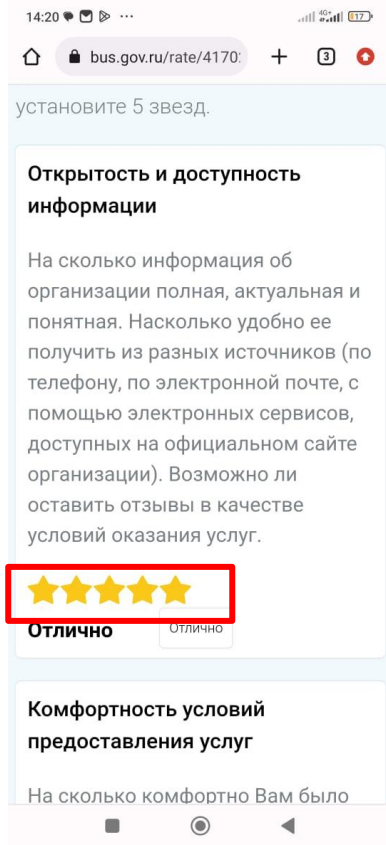 14:20 ... 4G+ 17
bus.gov.ru/rate/4170 3
установите 5 звезд.
Открытость и доступность
информации
На сколько информация об
организации полная, актуальная и
понятная. Насколько удобно ее
получить из разных источников (по
телефону, по электронной почте, с
помощью электронных сервисов,
доступных на официальном сайте
организации). Возможно ли
оставить отзывы в качестве
условий оказания услуг.
Отлично Отлично
Комфортность условий
предоставления услуг
На сколько комфортно Вам было